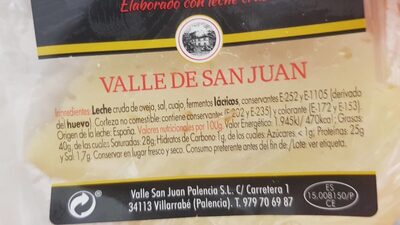 Elaborado con leche cruda
VALLE DE SAN JUAN
Ingredientes: Leche cruda de oveja, sal, cuajo, fermentos lácticos, conservantes E-252 y E-1105 (derivado
del huevo). Corteza no comestible: contiene conservantes (E-202 y E-235) y colorante (E-172 y E-153).
Origen de la leche: España. Valores nutricionales por 100g. Valor Energético 1.945kJ / 470kcal ; Grasas:
40g, de las cuales Saturadas: 28g; Hidratos de Carbono: 1g, de los cuales: Azúcares <1g; Proteínas: 25g
y Sal: 1,7g. Conservar en lugar fresco y seco. Consumo preferente antes del fin de / Lote: ver etiqueta.
Valle San Juan Palencia S.L. C/ Carretera 1
34113 Villarrabé (Palencia). T. 979 70 69 87
ES
15.008150/P
CE